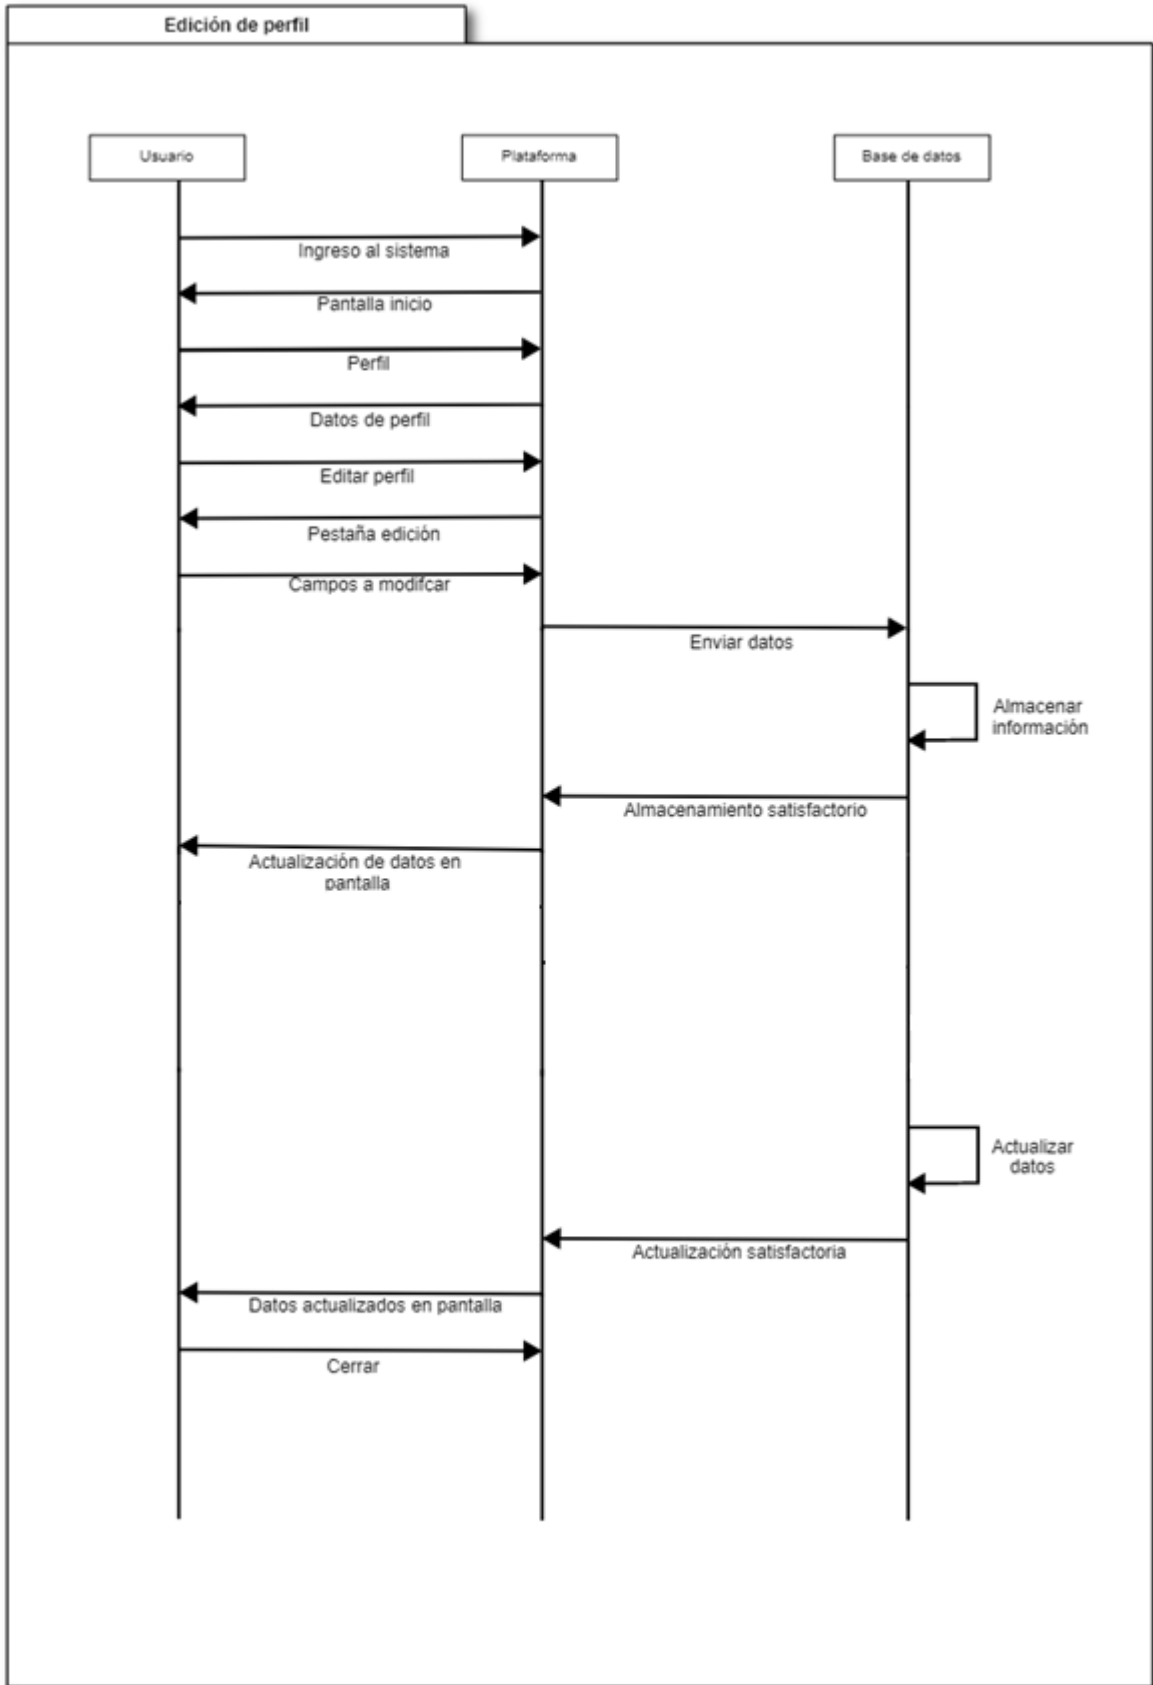 Edición de perfil
Usuario
Plataforma
Base de datos
Ingreso al sistema
Pantalla inicio
Perfil
Datos de perfil
Editar perfil
Pestaña edición
Campos a modifcar
Enviar datos
Almacenar
información
Almacenamiento satisfactorio
Actualización de datos en
pantalla
Actualizar
datos
Actualización satisfactoria
Datos actualizados en pantalla
Cerrar